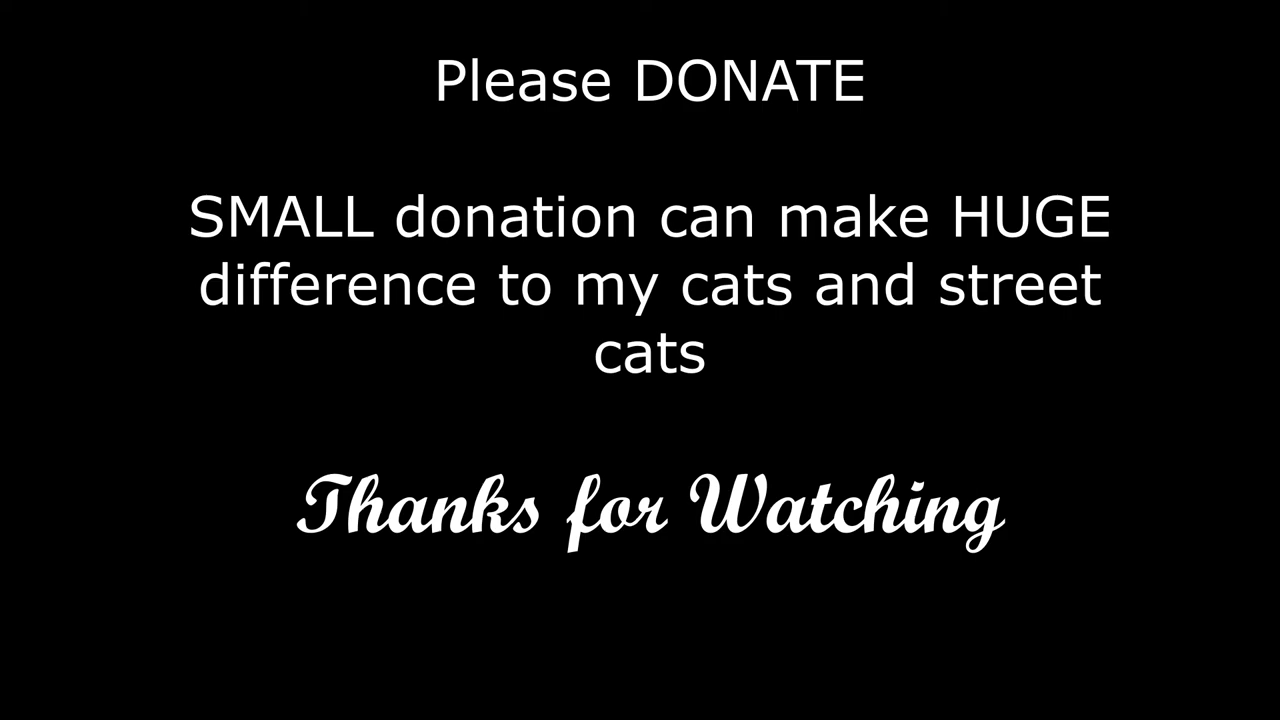 Please DONATE
SMALL donation can make HUGE
difference to my cats and street
cats
Thanks for Watching